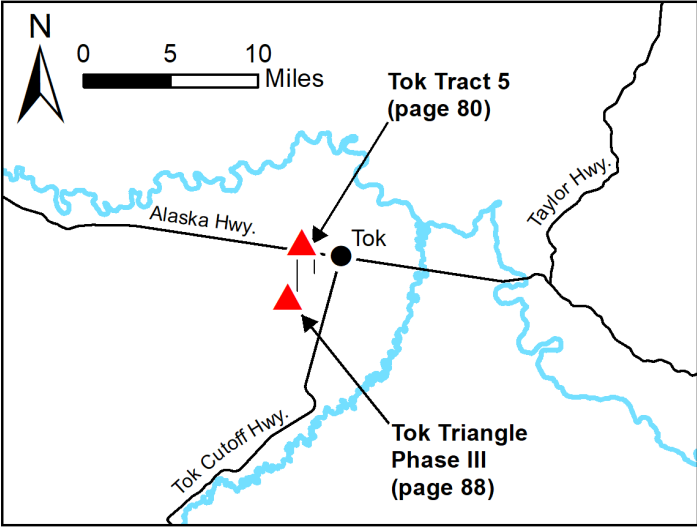 N
0 5 10
Miles
Tok Tract 5
(page 80)
Taylor Hwy.
Alaska Hwy.
Tok
Tok Cutoff Hwy.
Tok Triangle
Phase III
(page 88)